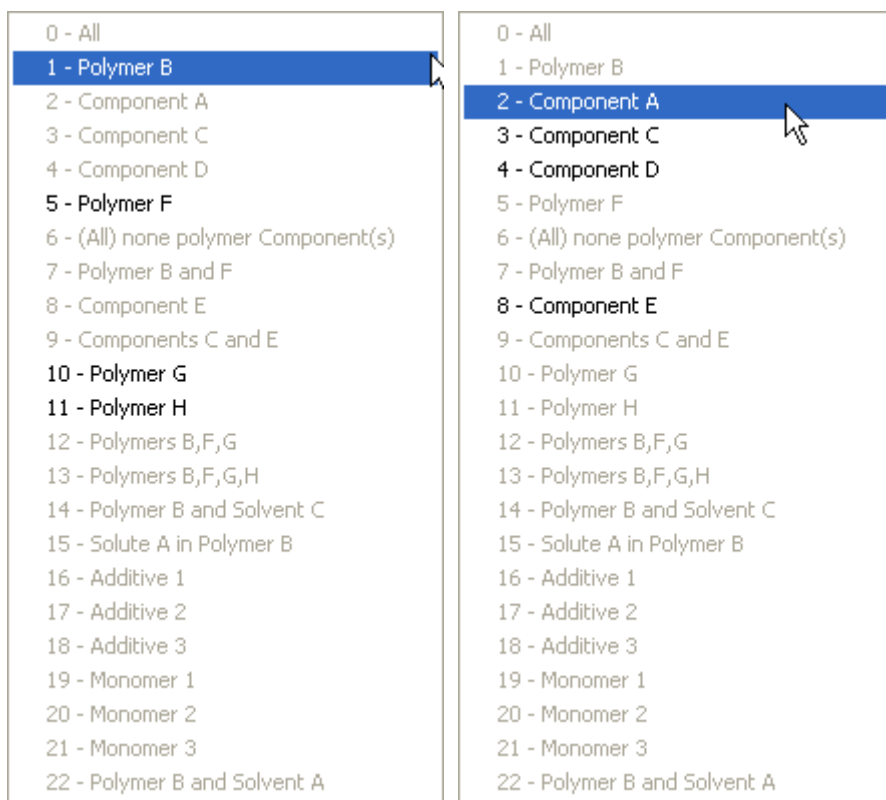 0 - All
1 - Polymer B
2 - Component A
3 - Component C
4 - Component D
5 - Polymer F
6 - (All) none polymer Component(s)
7 - Polymer B and F
8 - Component E
9 - Components C and E
10 - Polymer G
11 - Polymer H
12 - Polymers B,F,G
13 - Polymers B,F,G,H
14 - Polymer B and Solvent C
15 - Solute A in Polymer B
16 - Additive 1
17 - Additive 2
18 - Additive 3
19 - Monomer 1
20 - Monomer 2
21 - Monomer 3
22 - Polymer B and Solvent A
0 - All
1 - Polymer B
2 - Component A
3 - Component C
4 - Component D
5 - Polymer F
6 - (All) none polymer Component(s)
7 - Polymer B and F
8 - Component E
9 - Components C and E
10 - Polymer G
11 - Polymer H
12 - Polymers B,F,G
13 - Polymers B,F,G,H
14 - Polymer B and Solvent C
15 - Solute A in Polymer B
16 - Additive 1
17 - Additive 2
18 - Additive 3
19 - Monomer 1
20 - Monomer 2
21 - Monomer 3
22 - Polymer B and Solvent A